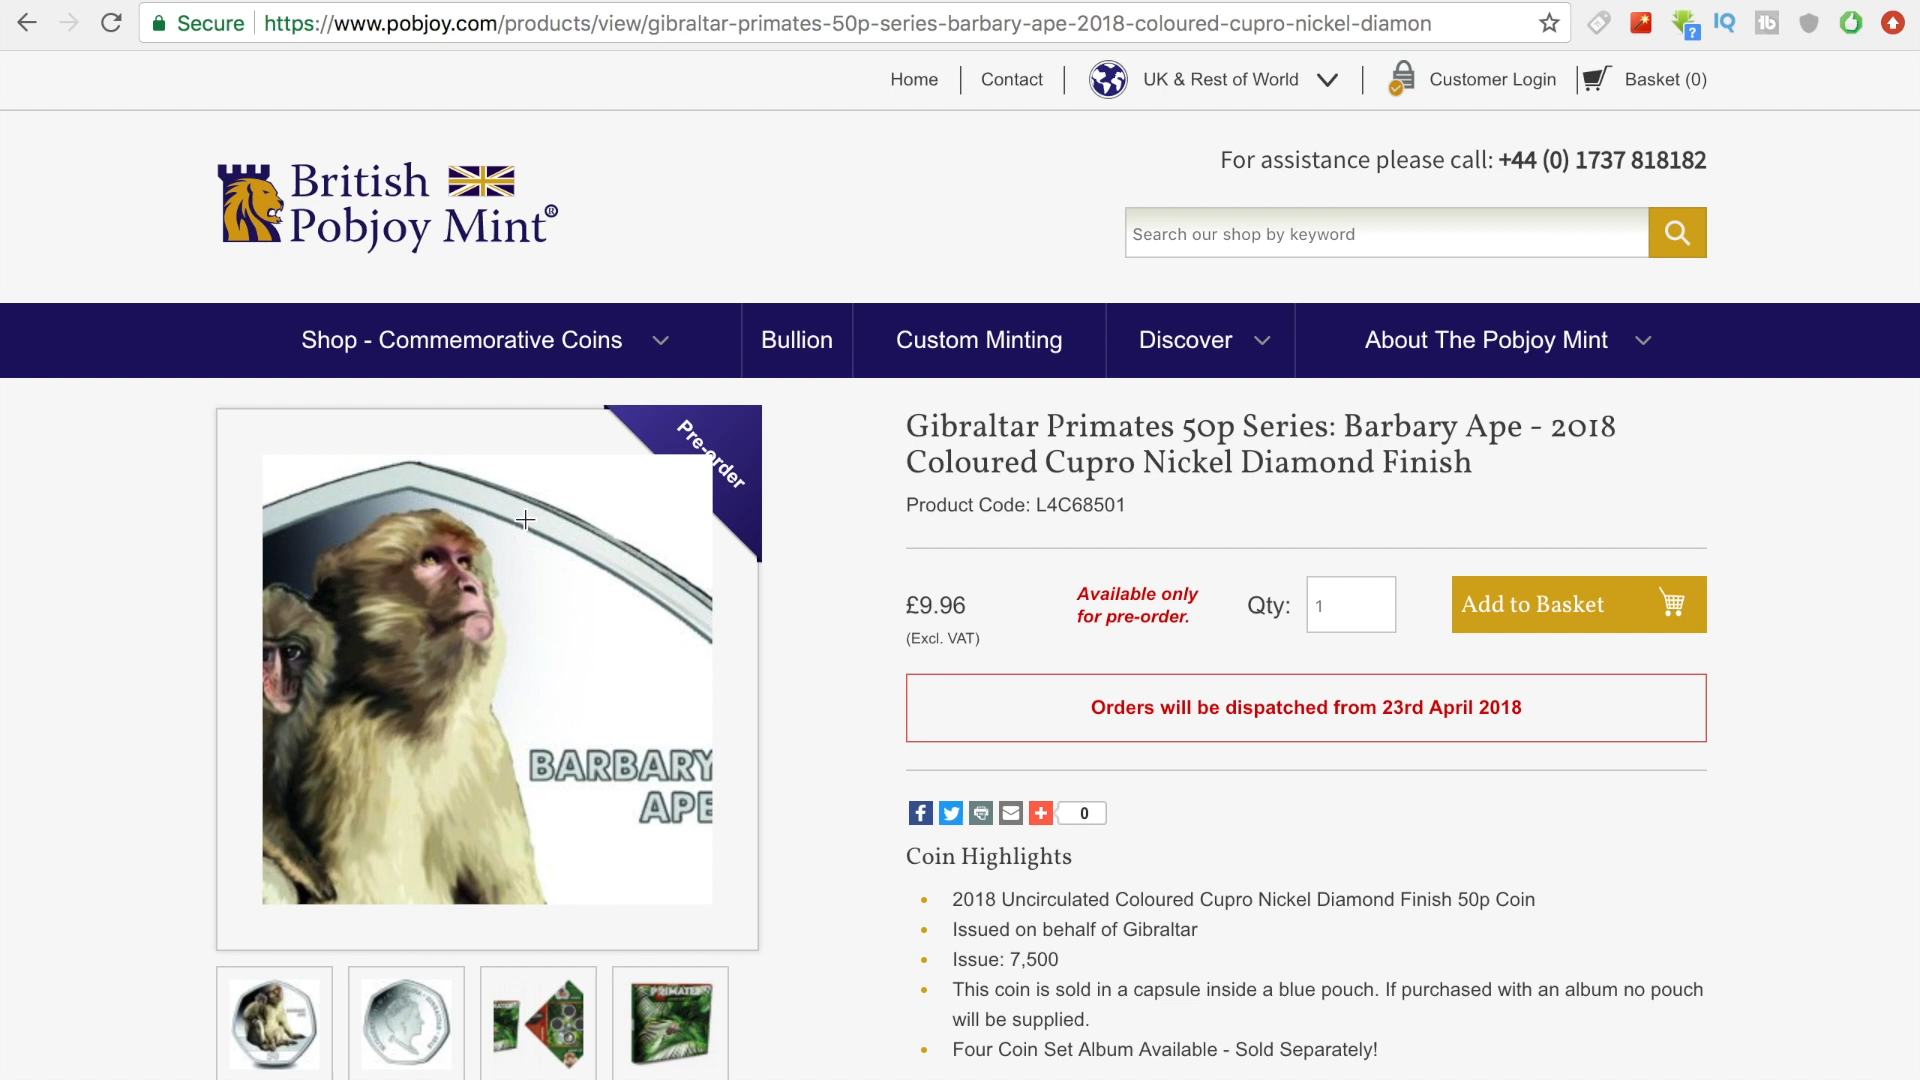 Secure https://www.pobjoy.com/products/view/gibraltar-primates-50p-series-barbary-ape-2018-coloured-cupro-nickel-diamon
Home Contact UK & Rest of World Customer Login Basket (0)
British
Pobjoy Mint®
For assistance please call: +44 (0) 1737 818182
Search our shop by keyword
Shop - Commemorative Coins Bullion Custom Minting Discover About The Pobjoy Mint
Pre-order
BARBARY
APE
Gibraltar Primates 50p Series: Barbary Ape - 2018
Coloured Cupro Nickel Diamond Finish
Product Code: L4C68501
£9.96
(Excl. VAT)
Available only
for pre-order.
Qty: 1
Add to Basket
Orders will be dispatched from 23rd April 2018
0
Coin Highlights
2018 Uncirculated Coloured Cupro Nickel Diamond Finish 50p Coin
Issued on behalf of Gibraltar
Issue: 7,500
This coin is sold in a capsule inside a blue pouch. If purchased with an album no pouch
will be supplied.
Four Coin Set Album Available - Sold Separately!
PRIMATES